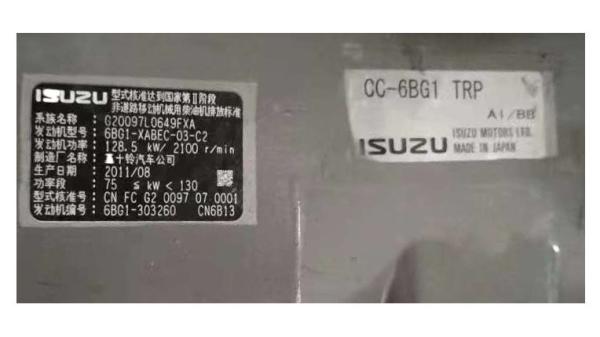 ISUZU 型式核准达到国家第Ⅱ阶段
非道路移动机械用柴油机排放标准
系族名称 : G20097L0649FXA
发动机型号: 6BG1-XABEC-03-C2
发动机功率: 128.5 kw/ 2100 r/min
制造厂名称: 五十铃汽车公司
生产日期 : 2011/08
功率段 : 75 ≦ kW < 130
型式核准号: CN FC G2 0097 07 0001
发动机编号: 6BG1-303260 CN6B13
CC-6BG1 TRP
A1/BB
ISUZU ISUZU MOTORS LTD.
MADE IN JAPAN